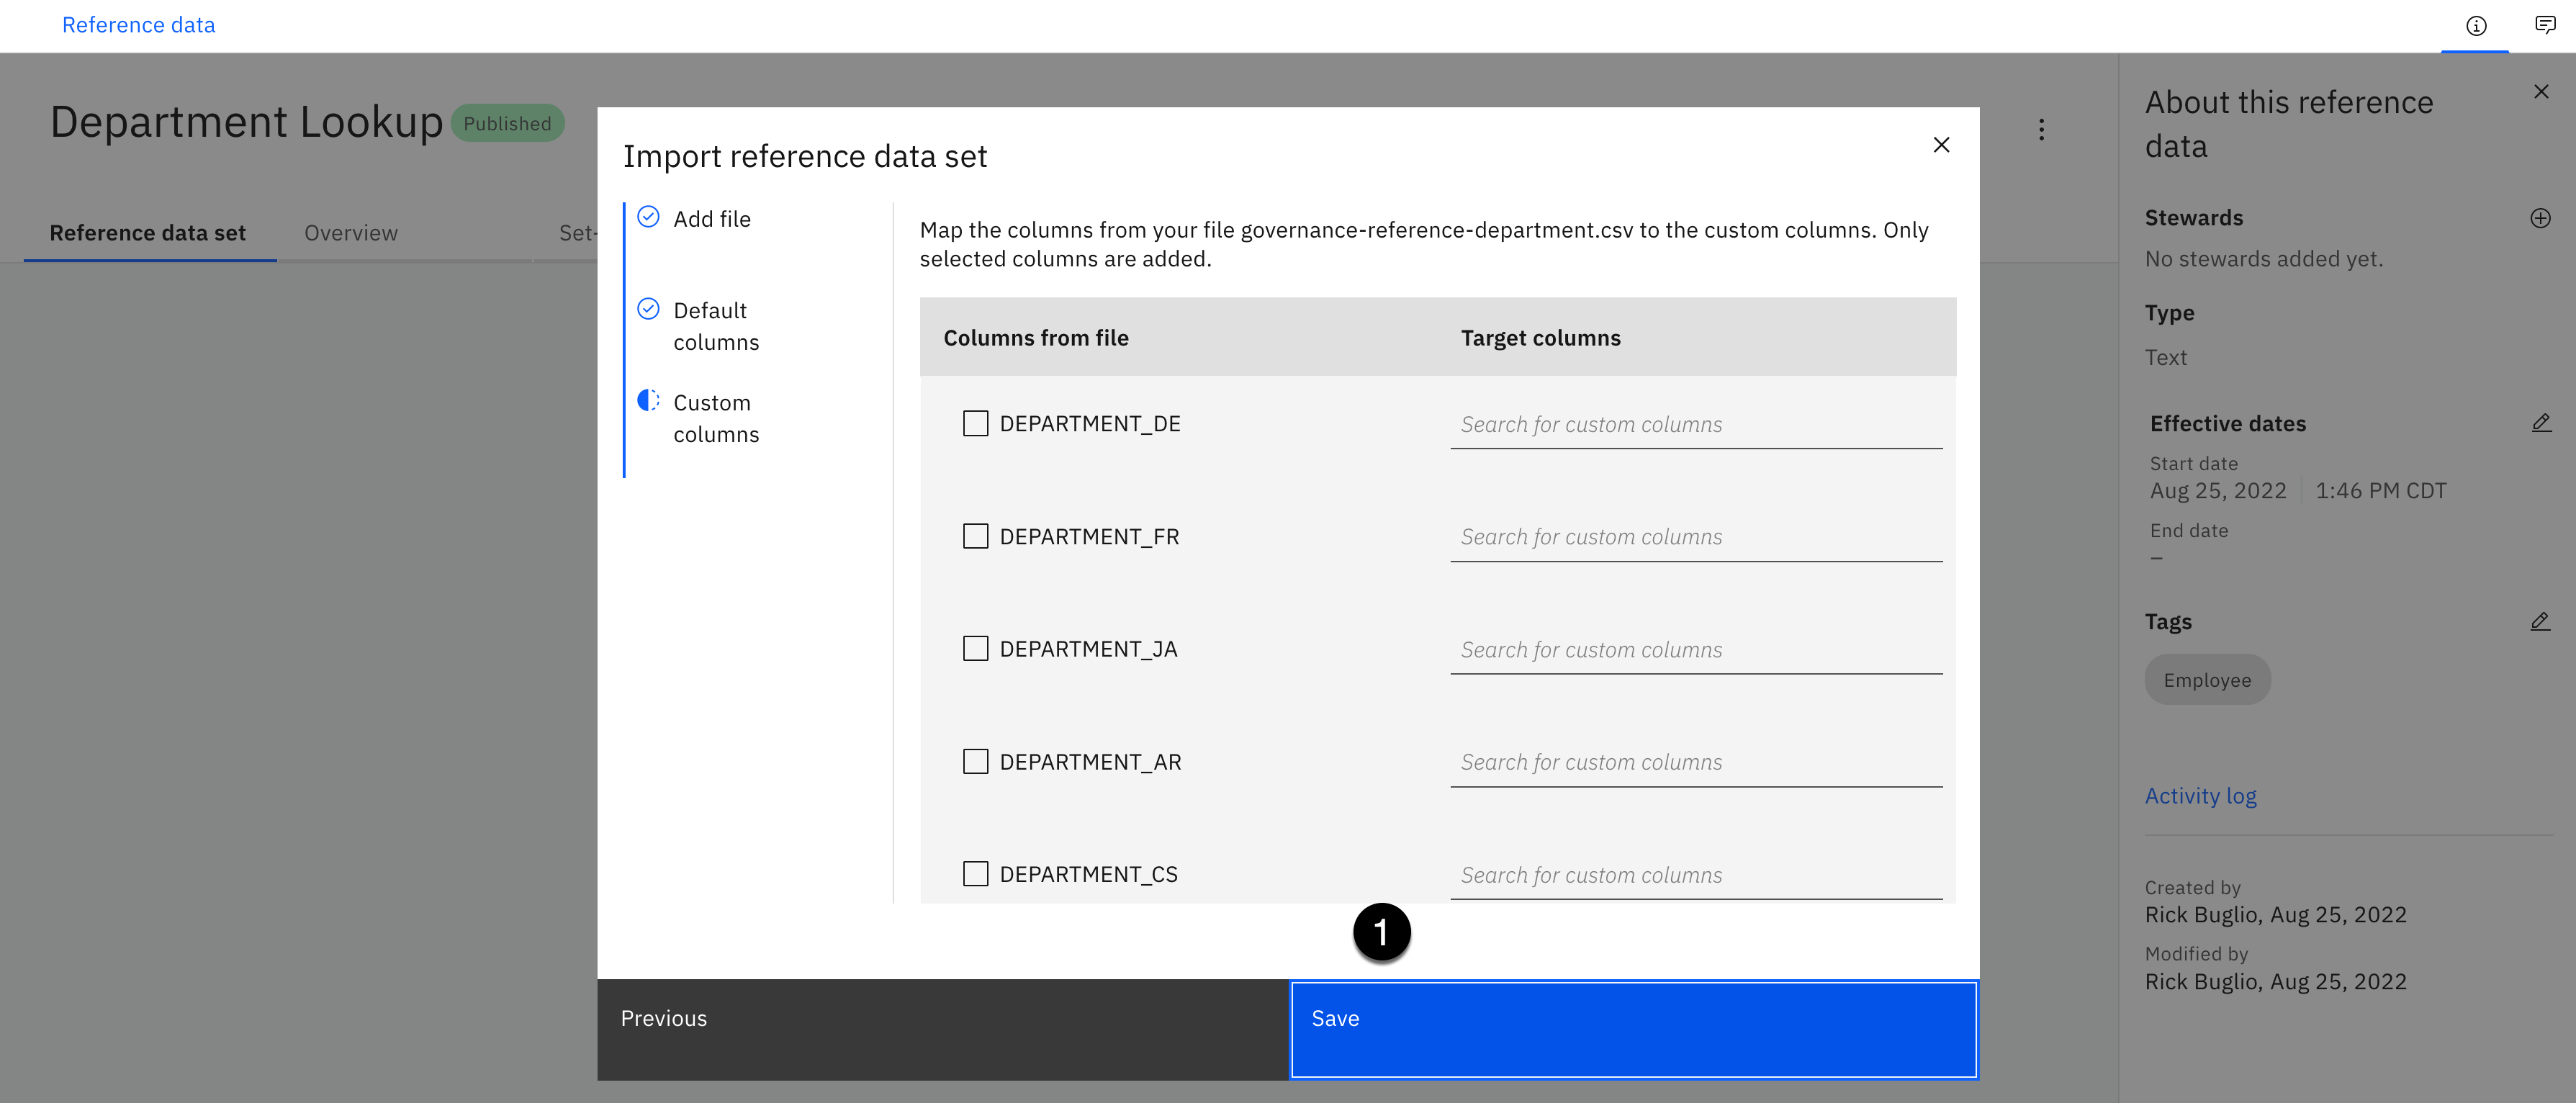 Reference data
Department Lookup
Published
Reference data set
Overview
Set-
Import reference data set
Add file
Default
columns
Custom
columns
Map the columns from your file governance-reference-department.csv to the custom columns. Only
selected columns are added.
Columns from file
Target columns
DEPARTMENT_DE
Search for custom columns
DEPARTMENT_FR
Search for custom columns
DEPARTMENT_JA
Search for custom columns
DEPARTMENT_AR
Search for custom columns
DEPARTMENT_CS
Search for custom columns
1
Previous
Save
About this reference
data
Stewards
No stewards added yet.
Type
Text
Effective dates
Start date
Aug 25, 2022 1:46 PM CDT
End date
–
Tags
Employee
Activity log
Created by
Rick Buglio, Aug 25, 2022
Modified by
Rick Buglio, Aug 25, 2022